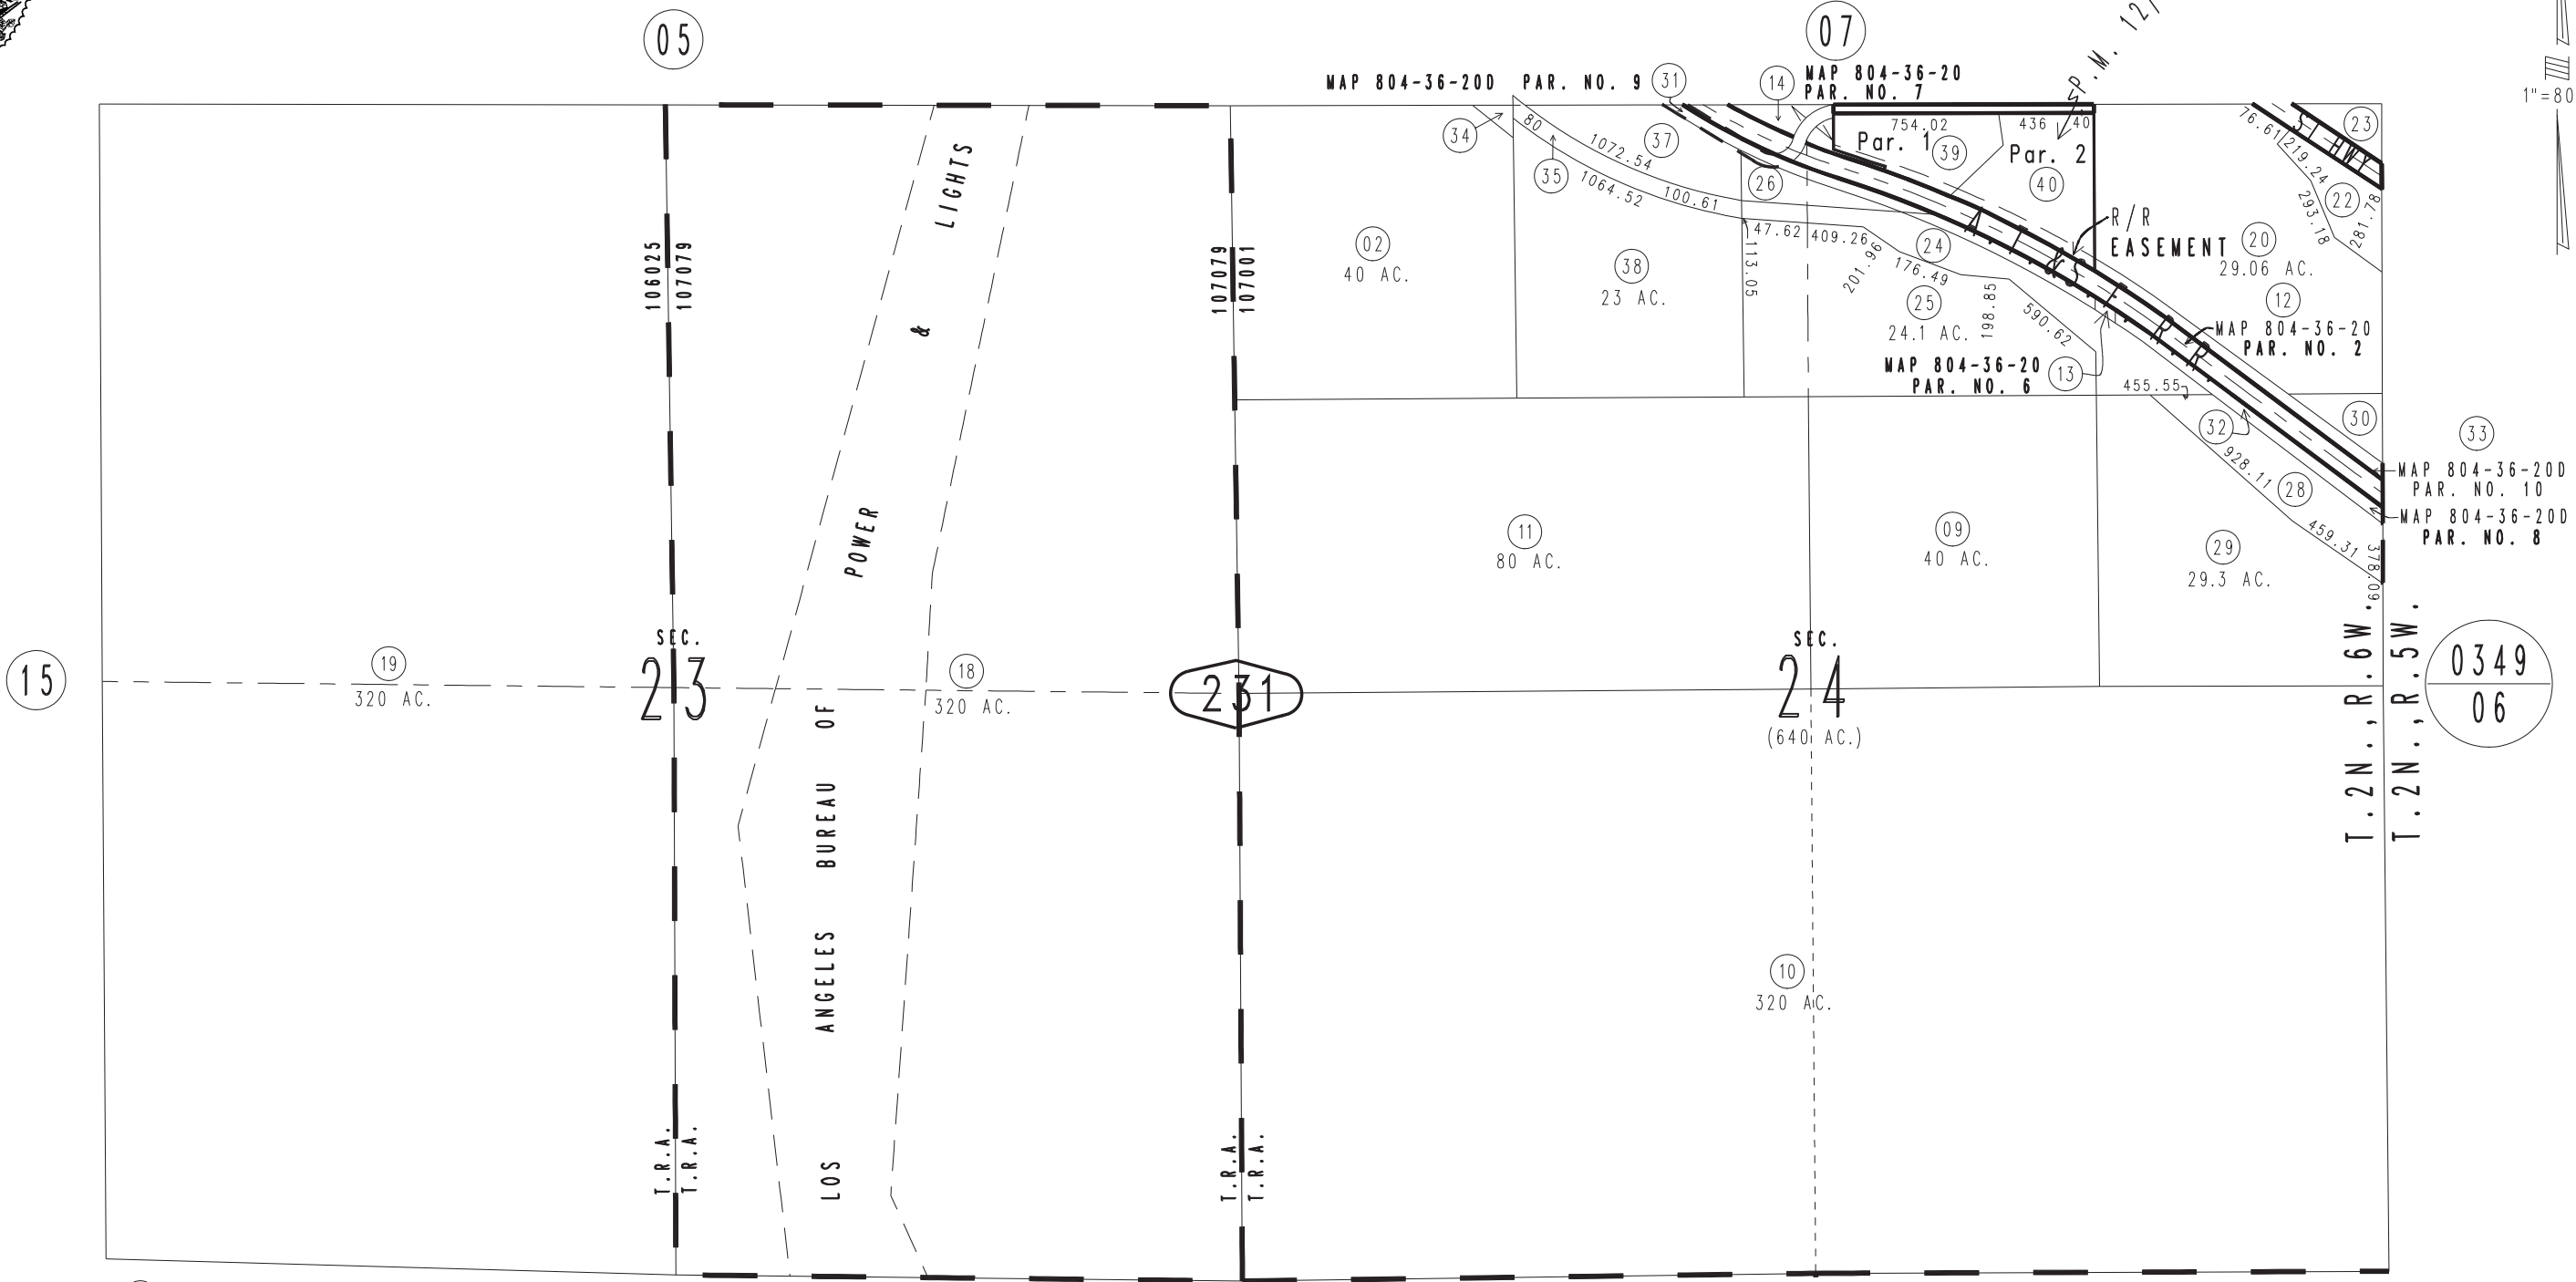 05
07
P.M. 12/
1"=80
MAP 804-36-20D PAR. NO. 9
31
14
MAP 804-36-20
PAR. NO. 7
34
35
80
1072.54
1064.52
100.61
37
26
754.02
436
40
Par. 1
39
Par. 2
40
76.61
219.24
293.18
281.78
HWY
23
22
R/R
EASEMENT
20
29.06 AC.
12
MAP 804-36-20
PAR. NO. 2
A.T. & S.F. R.R.
LIGHTS
&
POWER
OF
BUREAU
ANGELES
LOS
106025
107079
107079
107001
02
40 AC.
38
23 AC.
47.62
409.26
113.05
201.96
24
176.49
25
24.1 AC.
198.85
590.62
MAP 804-36-20
PAR. NO. 6
13
455.55
32
30
33
MAP 804-36-20D
PAR. NO. 10
MAP 804-36-20D
PAR. NO. 8
928.11
28
459.31
378.09
11
80 AC.
09
40 AC.
29
29.3 AC.
15
19
320 AC.
SEC.
23
18
320 AC.
231
SEC.
24
(640 AC.)
T.2N.,R.6W.
T.2N.,R.5W.
0349
06
10
320 AC.
T.R.A.
T.R.A.
T.R.A.
T.R.A.